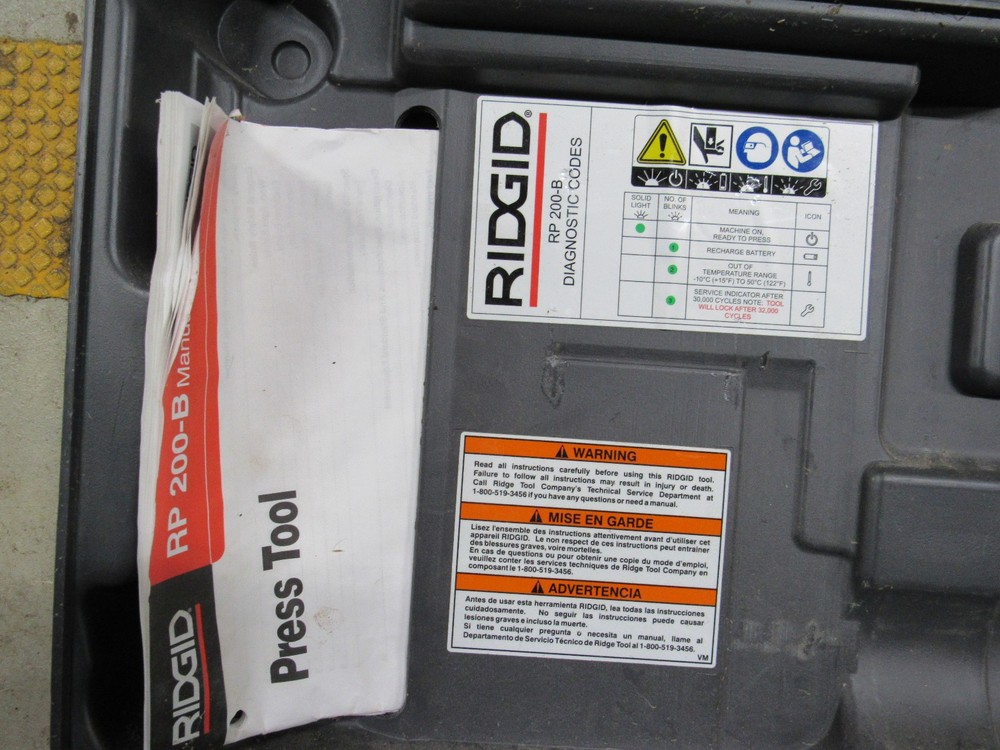 RIDGID
RP 200-B Manu
Press Tool
RIDGID®
RP 200-B
DIAGNOSTIC CODES
SOLID LIGHT
NO. OF BLINKS
MEANING
ICON
MACHINE ON,
READY TO PRESS
1
RECHARGE BATTERY
2
OUT OF
TEMPERATURE RANGE
-10°C (+15°F) TO 50°C (122°F)
3
SERVICE INDICATOR AFTER
30,000 CYCLES NOTE: TOOL
WILL LOCK AFTER 32,000
CYCLES
WARNING
Read all instructions carefully before using this RIDGID tool.
Failure to follow all instructions may result in injury or death.
Call Ridge Tool Company's Technical Service Department at
1-800-519-3456 if you have any questions or need a manual.
MISE EN GARDE
Lisez l'ensemble des instructions attentivement avant d'utiliser cet
appareil RIDGID. Le non respect de ces instructions peut entrainer
des blessures graves, voire mortelles.
En cas de questions ou pour obtenir une copie du mode d'emploi,
veuillez conter les services techniques de Ridge Tool Company en
composant le 1-800-519-3456.
ADVERTENCIA
Antes de usar esta herramienta RIDGID, lea todas las instrucciones
cuidadosamente. No seguir las instrucciones puede causar
lesiones graves e incluso la muerte.
Si tiene cualquier pregunta o necesita un manual, llame al
Departamento de Servicio Técnico de Ridge Tool al 1-800-519-3456.
VM